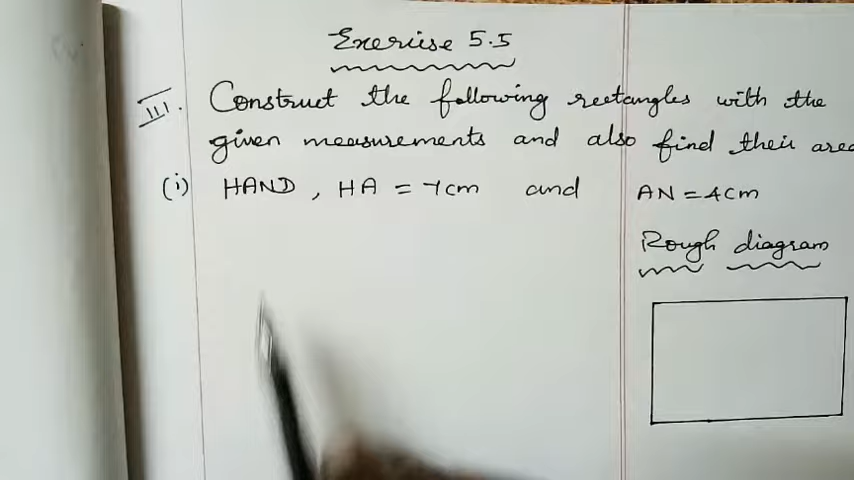 Exercise 5.5
III. Construct the following rectangles with the
given measurements and also find their area
(i) HAND, HA = 7cm and AN = 4cm
Rough diagram